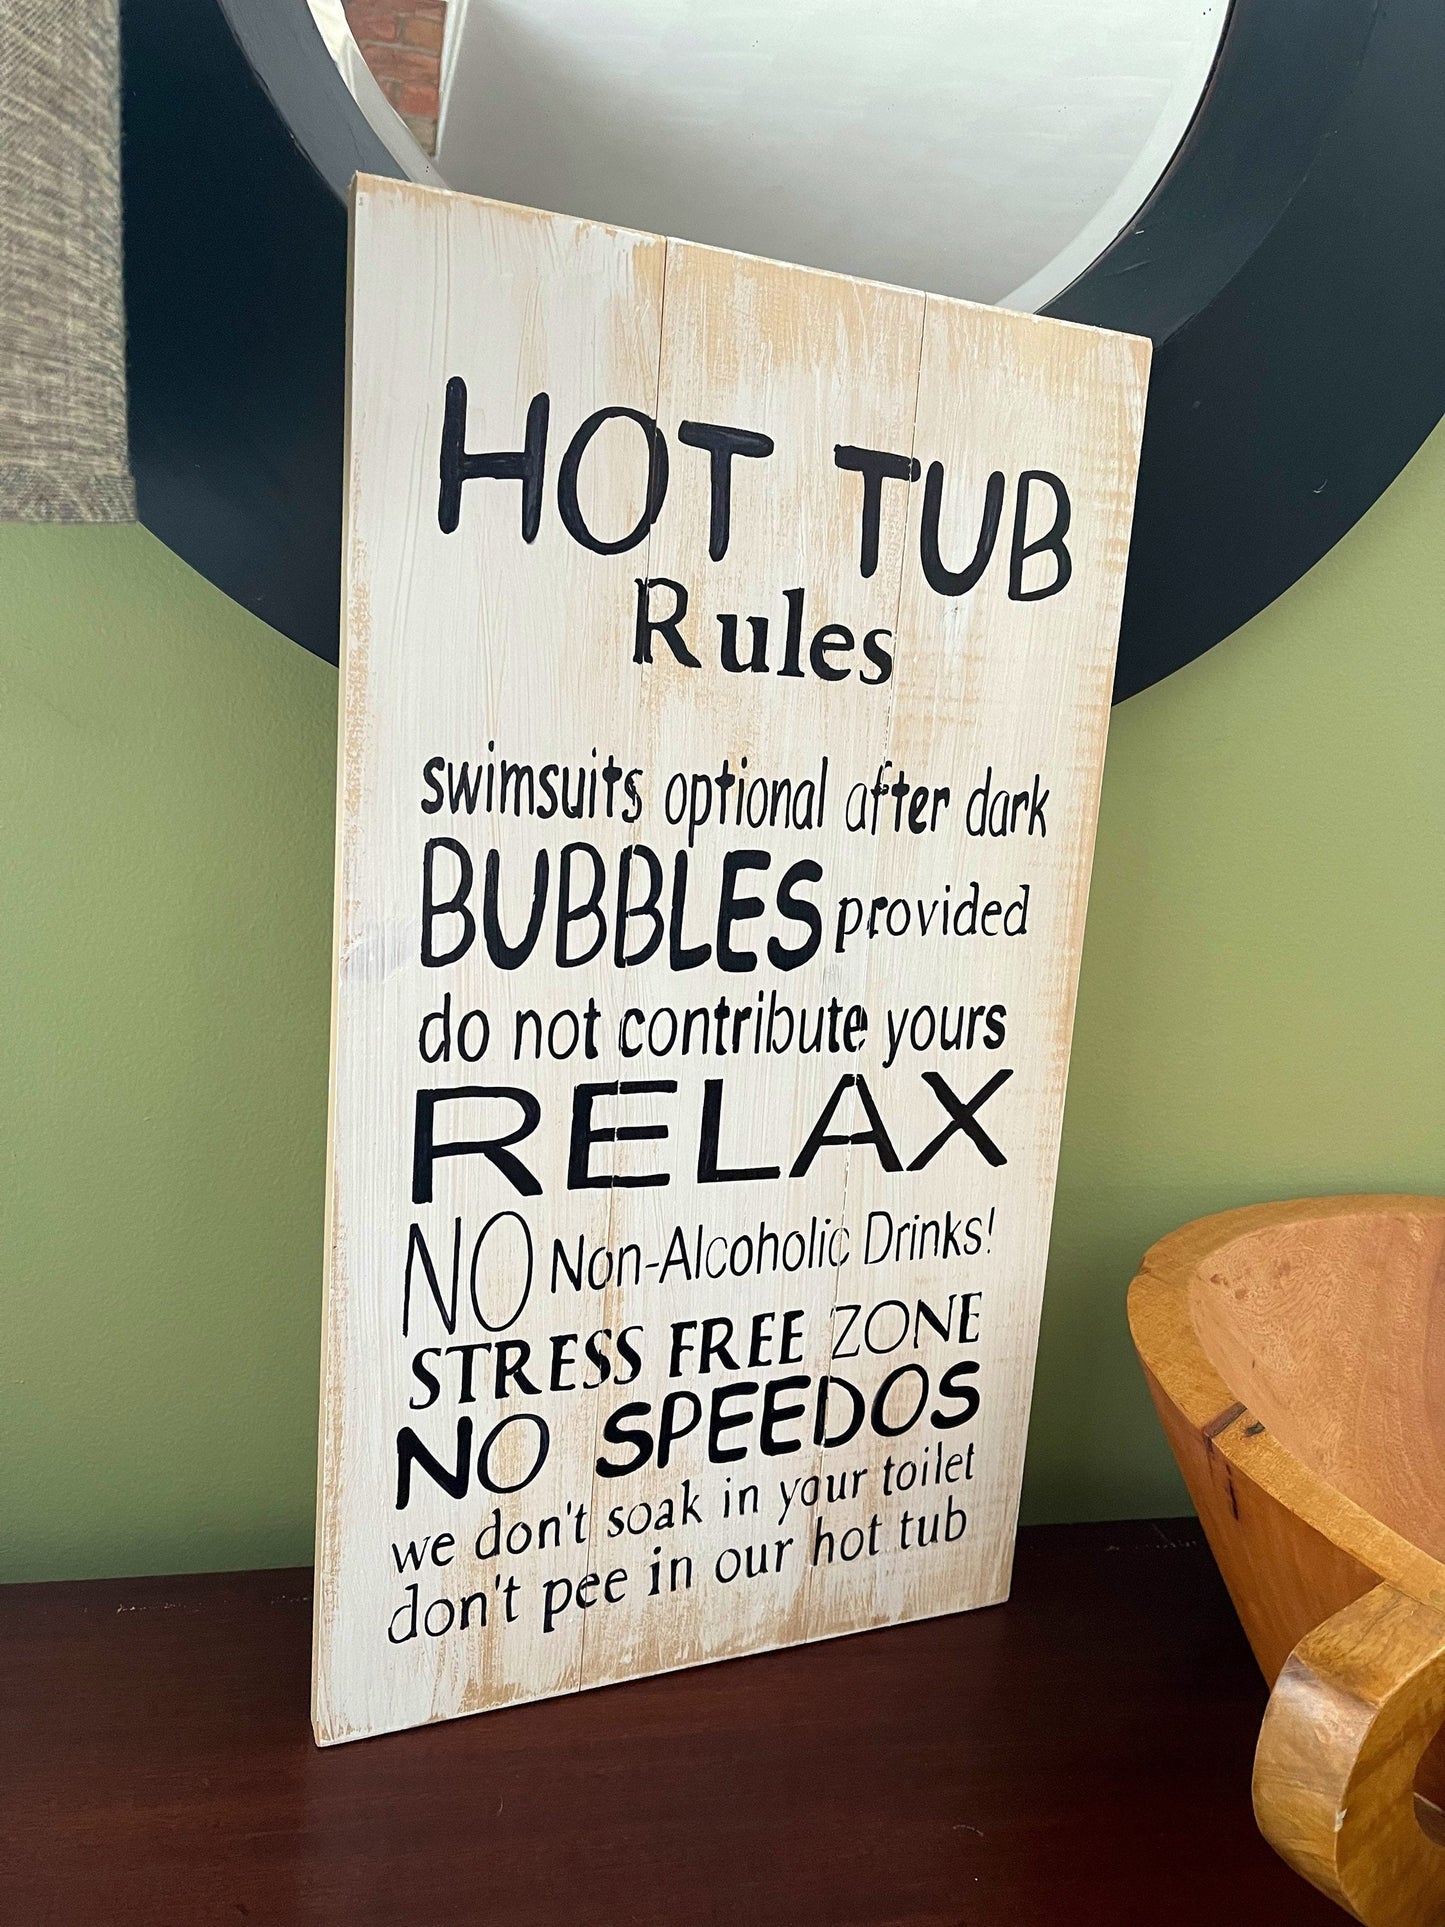 HOT TUB
Rules
swimsuits optional after dark
BUBBLES provided
do not contribute yours
RELAX
NO Non-Alcoholic Drinks!
STRESS FREE ZONE
NO SPEEDOS
we don't soak in your toilet
don't pee in our hot tub